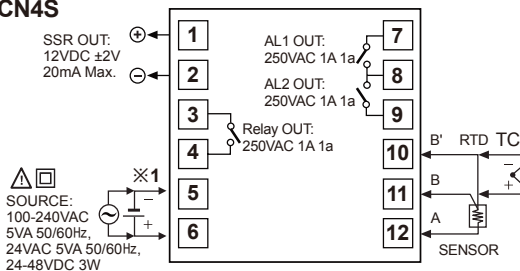 CN4S
SSR OUT:
12VDC ±2V
20mA Max.
+
−
1
2
3
4
5
6
Relay OUT:
250VAC 1A 1a
AL1 OUT:
250VAC 1A 1a
AL2 OUT:
250VAC 1A 1a
7
8
9
10
11
12
B' RTD TC
B
A
−
+
SENSOR
※1
−
+
SOURCE:
100-240VAC
5VA 50/60Hz,
24VAC 5VA 50/60Hz,
24-48VDC 3W